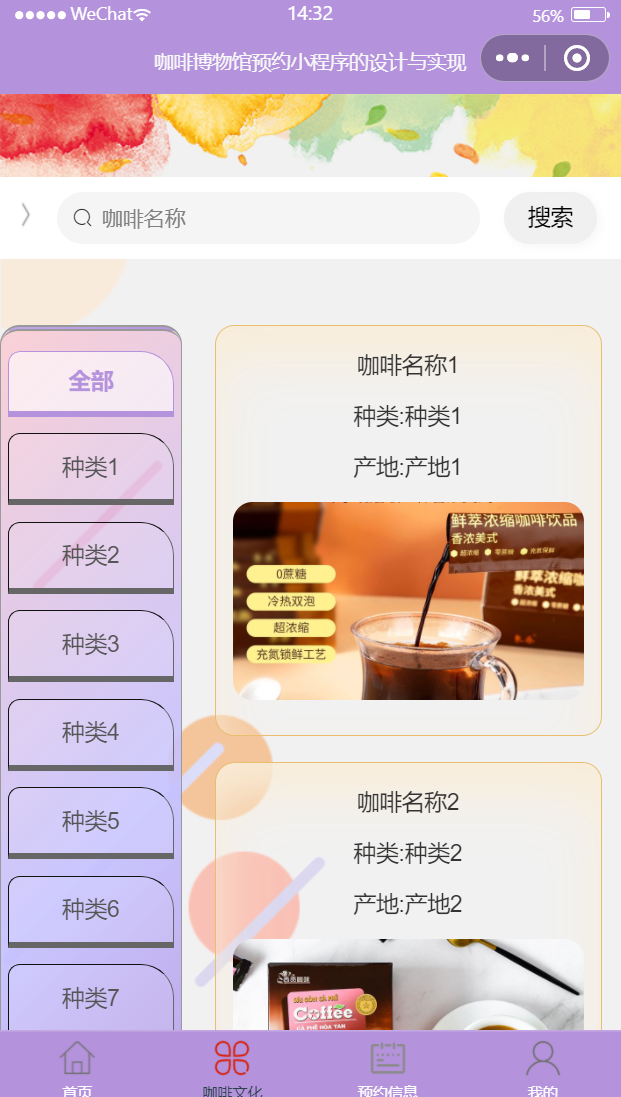 WeChat
14:32
56%
咖啡博物馆预约小程序的设计与实现
咖啡名称
搜索
全部
种类1
种类2
种类3
种类4
种类5
种类6
种类7
咖啡名称1
种类:种类1
产地:产地1
鲜萃浓缩咖啡饮品
香浓美式
0蔗糖
冷热双泡
超浓缩
充氮锁鲜工艺
鲜萃浓缩咖
香浓美式
咖啡名称2
种类:种类2
产地:产地2
Coffee
CÀ PHÊ HÒA TAN
首页
咖啡文化
预约信息
我的